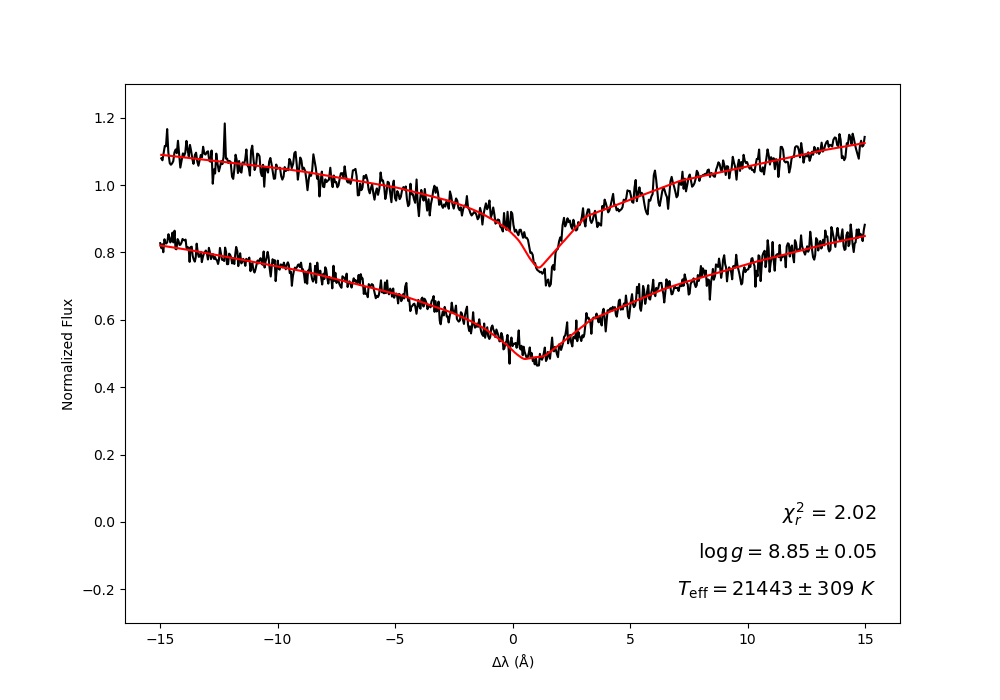 1.2
1.0
0.8
0.6
0.4
0.2
0.0
−0.2
Normalized Flux
χ²ᵣ = 2.02
log g = 8.85 ± 0.05
T_eff = 21443 ± 309 K
−15 −10 −5 0 5 10 15
Δλ (Å)